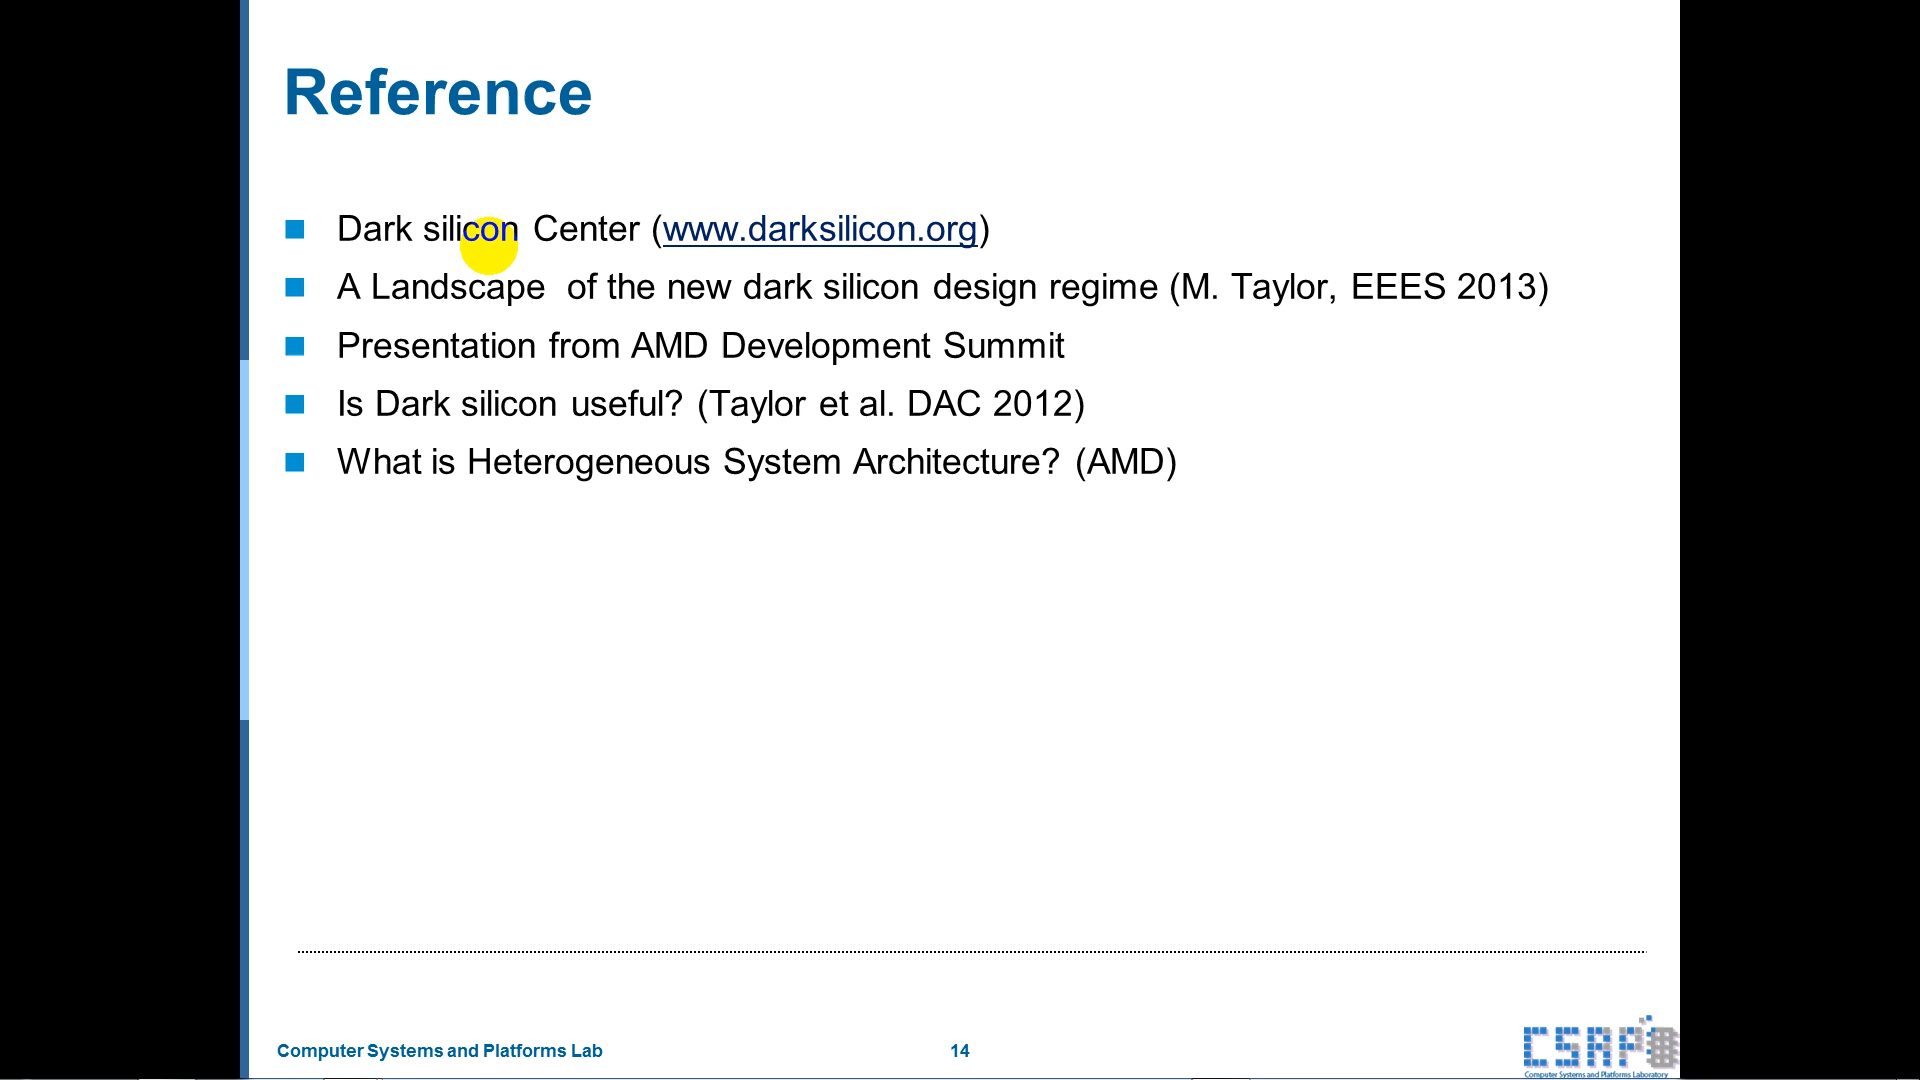 Reference
Dark silicon Center (www.darksilicon.org)
A Landscape of the new dark silicon design regime (M. Taylor, EEES 2013)
Presentation from AMD Development Summit
Is Dark silicon useful? (Taylor et al. DAC 2012)
What is Heterogeneous System Architecture? (AMD)
Computer Systems and Platforms Lab
14
CSAP
Computer Systems and Platforms Laboratory